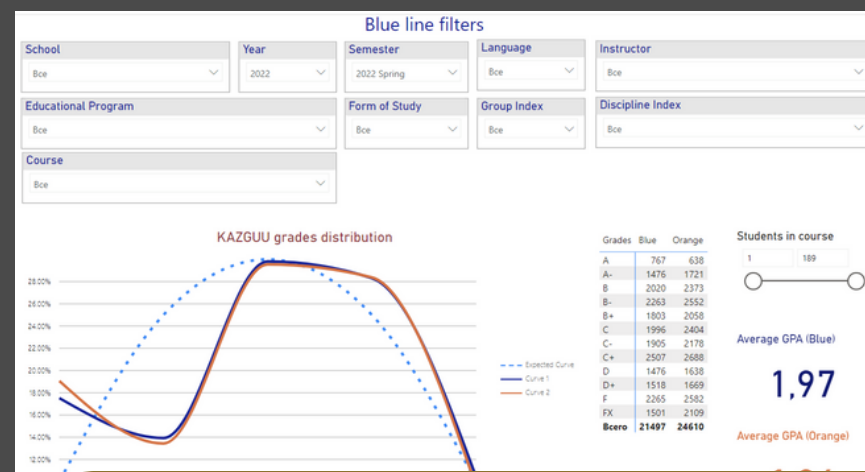 Blue line filters
School
Year
Semester
Language
Instructor
Все
2022
2022 Spring
Все
Все
Educational Program
Form of Study
Group Index
Discipline Index
Все
Все
Все
Все
Course
Все
KAZGUU grades distribution
28.00%
26.00%
24.00%
22.00%
20.00%
18.00%
16.00%
14.00%
12.00%
Expected Curve
Curve 1
Curve 2
Grades Blue Orange
A 767 638
A- 1476 1721
B 2020 2373
B- 2263 2552
B+ 1803 2058
C 1996 2404
C- 1905 2178
C+ 2507 2688
D 1476 1638
D+ 1518 1669
F 2265 2582
FX 1501 2109
Всего 21497 24610
Students in course
1 189
Average GPA (Blue)
1,97
Average GPA (Orange)